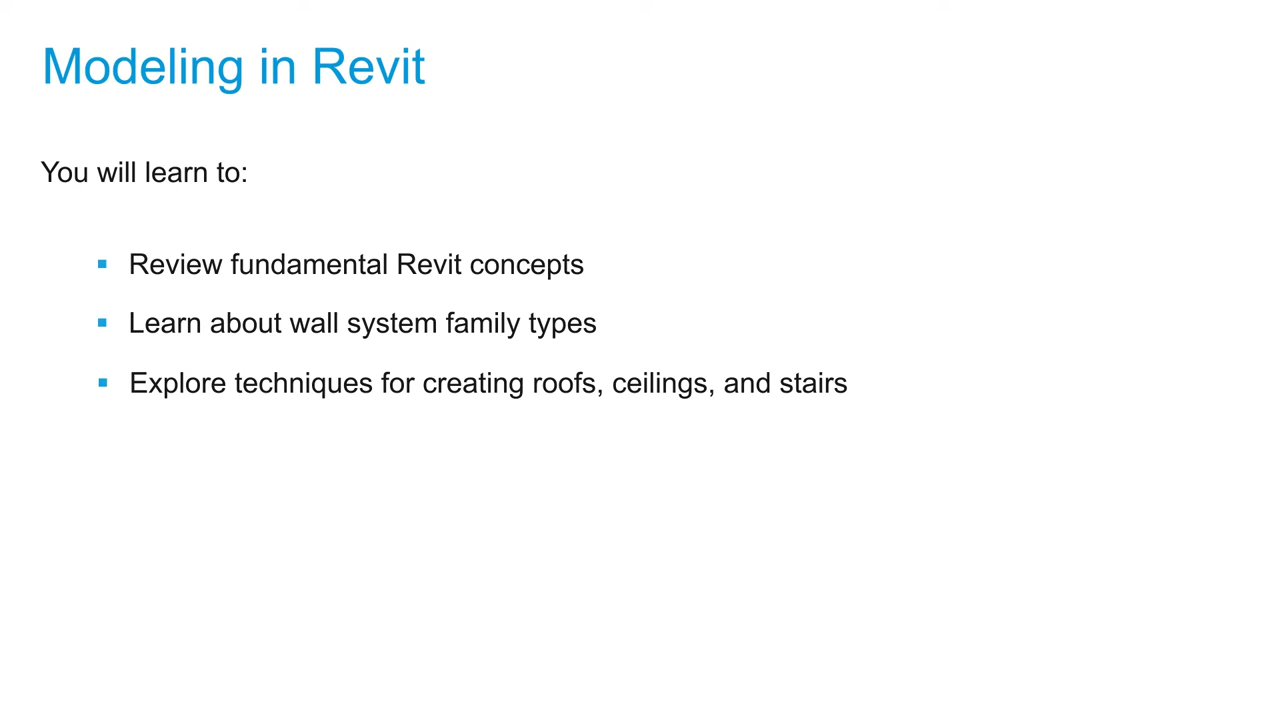 Modeling in Revit
You will learn to:
▪ Review fundamental Revit concepts
▪ Learn about wall system family types
▪ Explore techniques for creating roofs, ceilings, and stairs